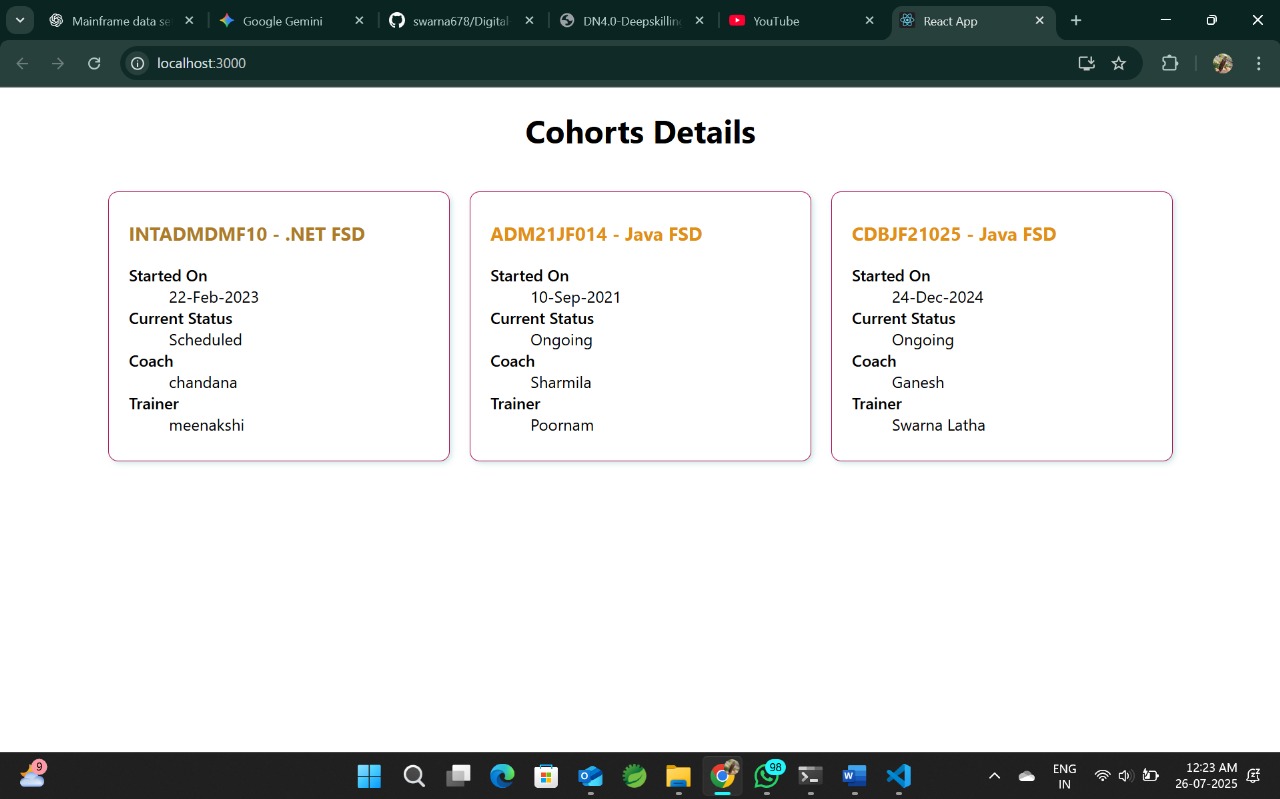 Mainframe data se
Google Gemini
swarna678/Digital
DN4.0-Deepskilling
YouTube
React App
localhost:3000
Cohorts Details
INTADMDMF10 - .NET FSD
Started On
22-Feb-2023
Current Status
Scheduled
Coach
chandana
Trainer
meenakshi
ADM21JF014 - Java FSD
Started On
10-Sep-2021
Current Status
Ongoing
Coach
Sharmila
Trainer
Poornam
CDBJF21025 - Java FSD
Started On
24-Dec-2024
Current Status
Ongoing
Coach
Ganesh
Trainer
Swarna Latha
9
98
ENG
IN
12:23 AM
26-07-2025